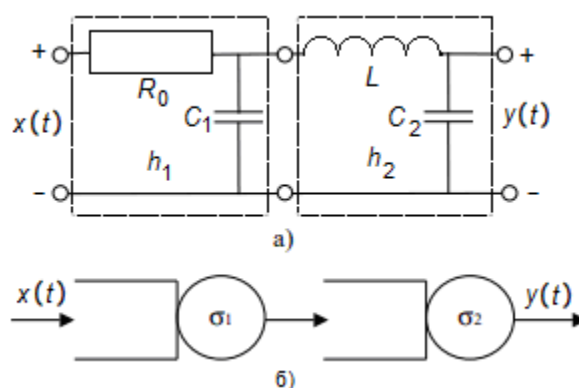 + +
R₀ L
x(t) C₁ C₂ y(t)
h₁ h₂
− −
а)
x(t) σ₁ σ₂ y(t)
б)